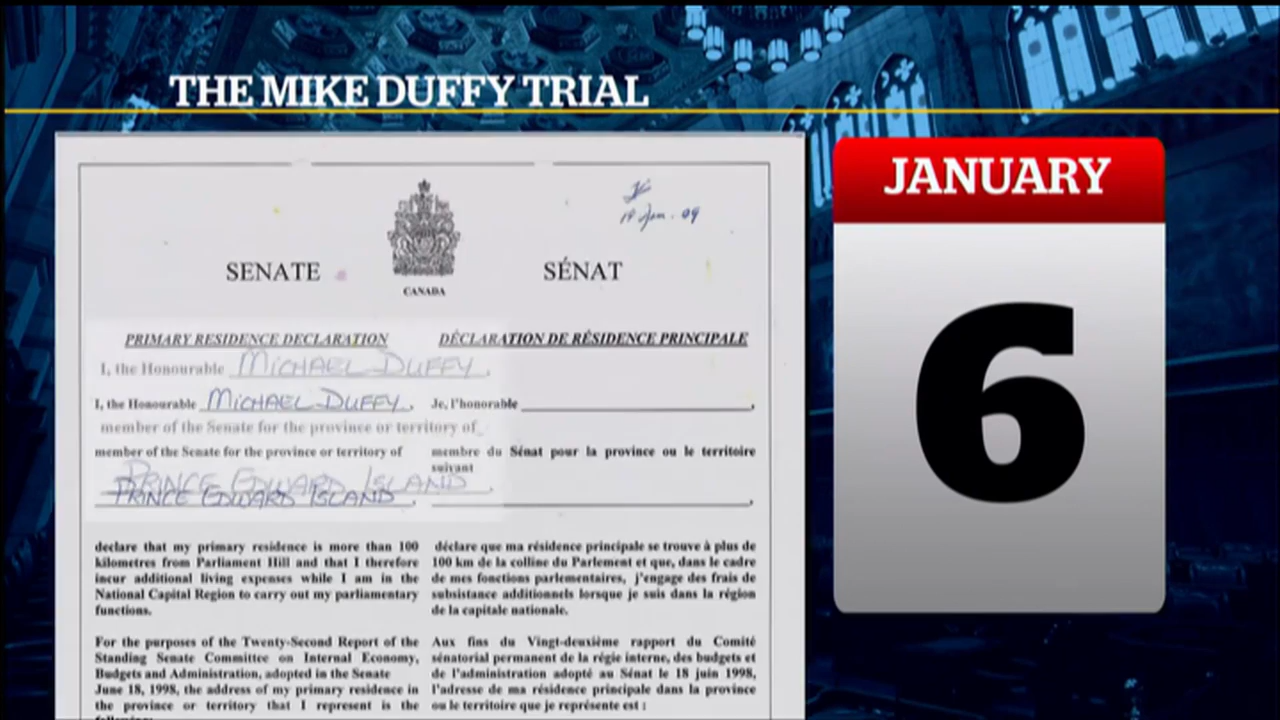 THE MIKE DUFFY TRIAL
JANUARY
6
19 Jan. 09
SENATE
SÉNAT
CANADA
PRIMARY RESIDENCE DECLARATION
DÉCLARATION DE RÉSIDENCE PRINCIPALE
I, the Honourable MICHAEL DUFFY,
I, the Honourable MICHAEL DUFFY,
member of the Senate for the province or territory of
member of the Senate for the province or territory of
PRINCE EDWARD ISLAND,
PRINCE EDWARD ISLAND,
declare that my primary residence is more than 100
kilometres from Parliament Hill and that I therefore
incur additional living expenses while I am in the
National Capital Region to carry out my parliamentary
functions.
For the purposes of the Twenty-Second Report of the
Standing Senate Committee on Internal Economy,
Budgets and Administration, adopted in the Senate
June 18, 1998, the address of my primary residence in
the province or territory that I represent is the
following:
Je, l'honorable
membre du Sénat pour la province ou le territoire
suivant
déclare que ma résidence principale se trouve à plus de
100 km de la colline du Parlement et que, dans le cadre
de mes fonctions parlementaires, j'engage des frais de
subsistance additionnels lorsque je suis dans la région
de la capitale nationale.
Aux fins du Vingt-deuxième rapport du Comité
sénatorial permanent de la régie interne, des budgets et
de l'administration adopté au Sénat le 18 juin 1998,
l'adresse de ma résidence principale dans la province
ou le territoire que je représente est :